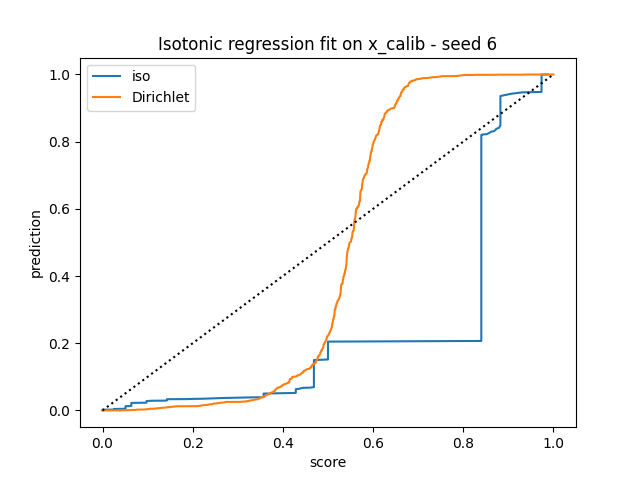 Isotonic regression fit on x_calib - seed 6
iso
Dirichlet
1.0
0.8
0.6
0.4
0.2
0.0
prediction
0.0 0.2 0.4 0.6 0.8 1.0
score